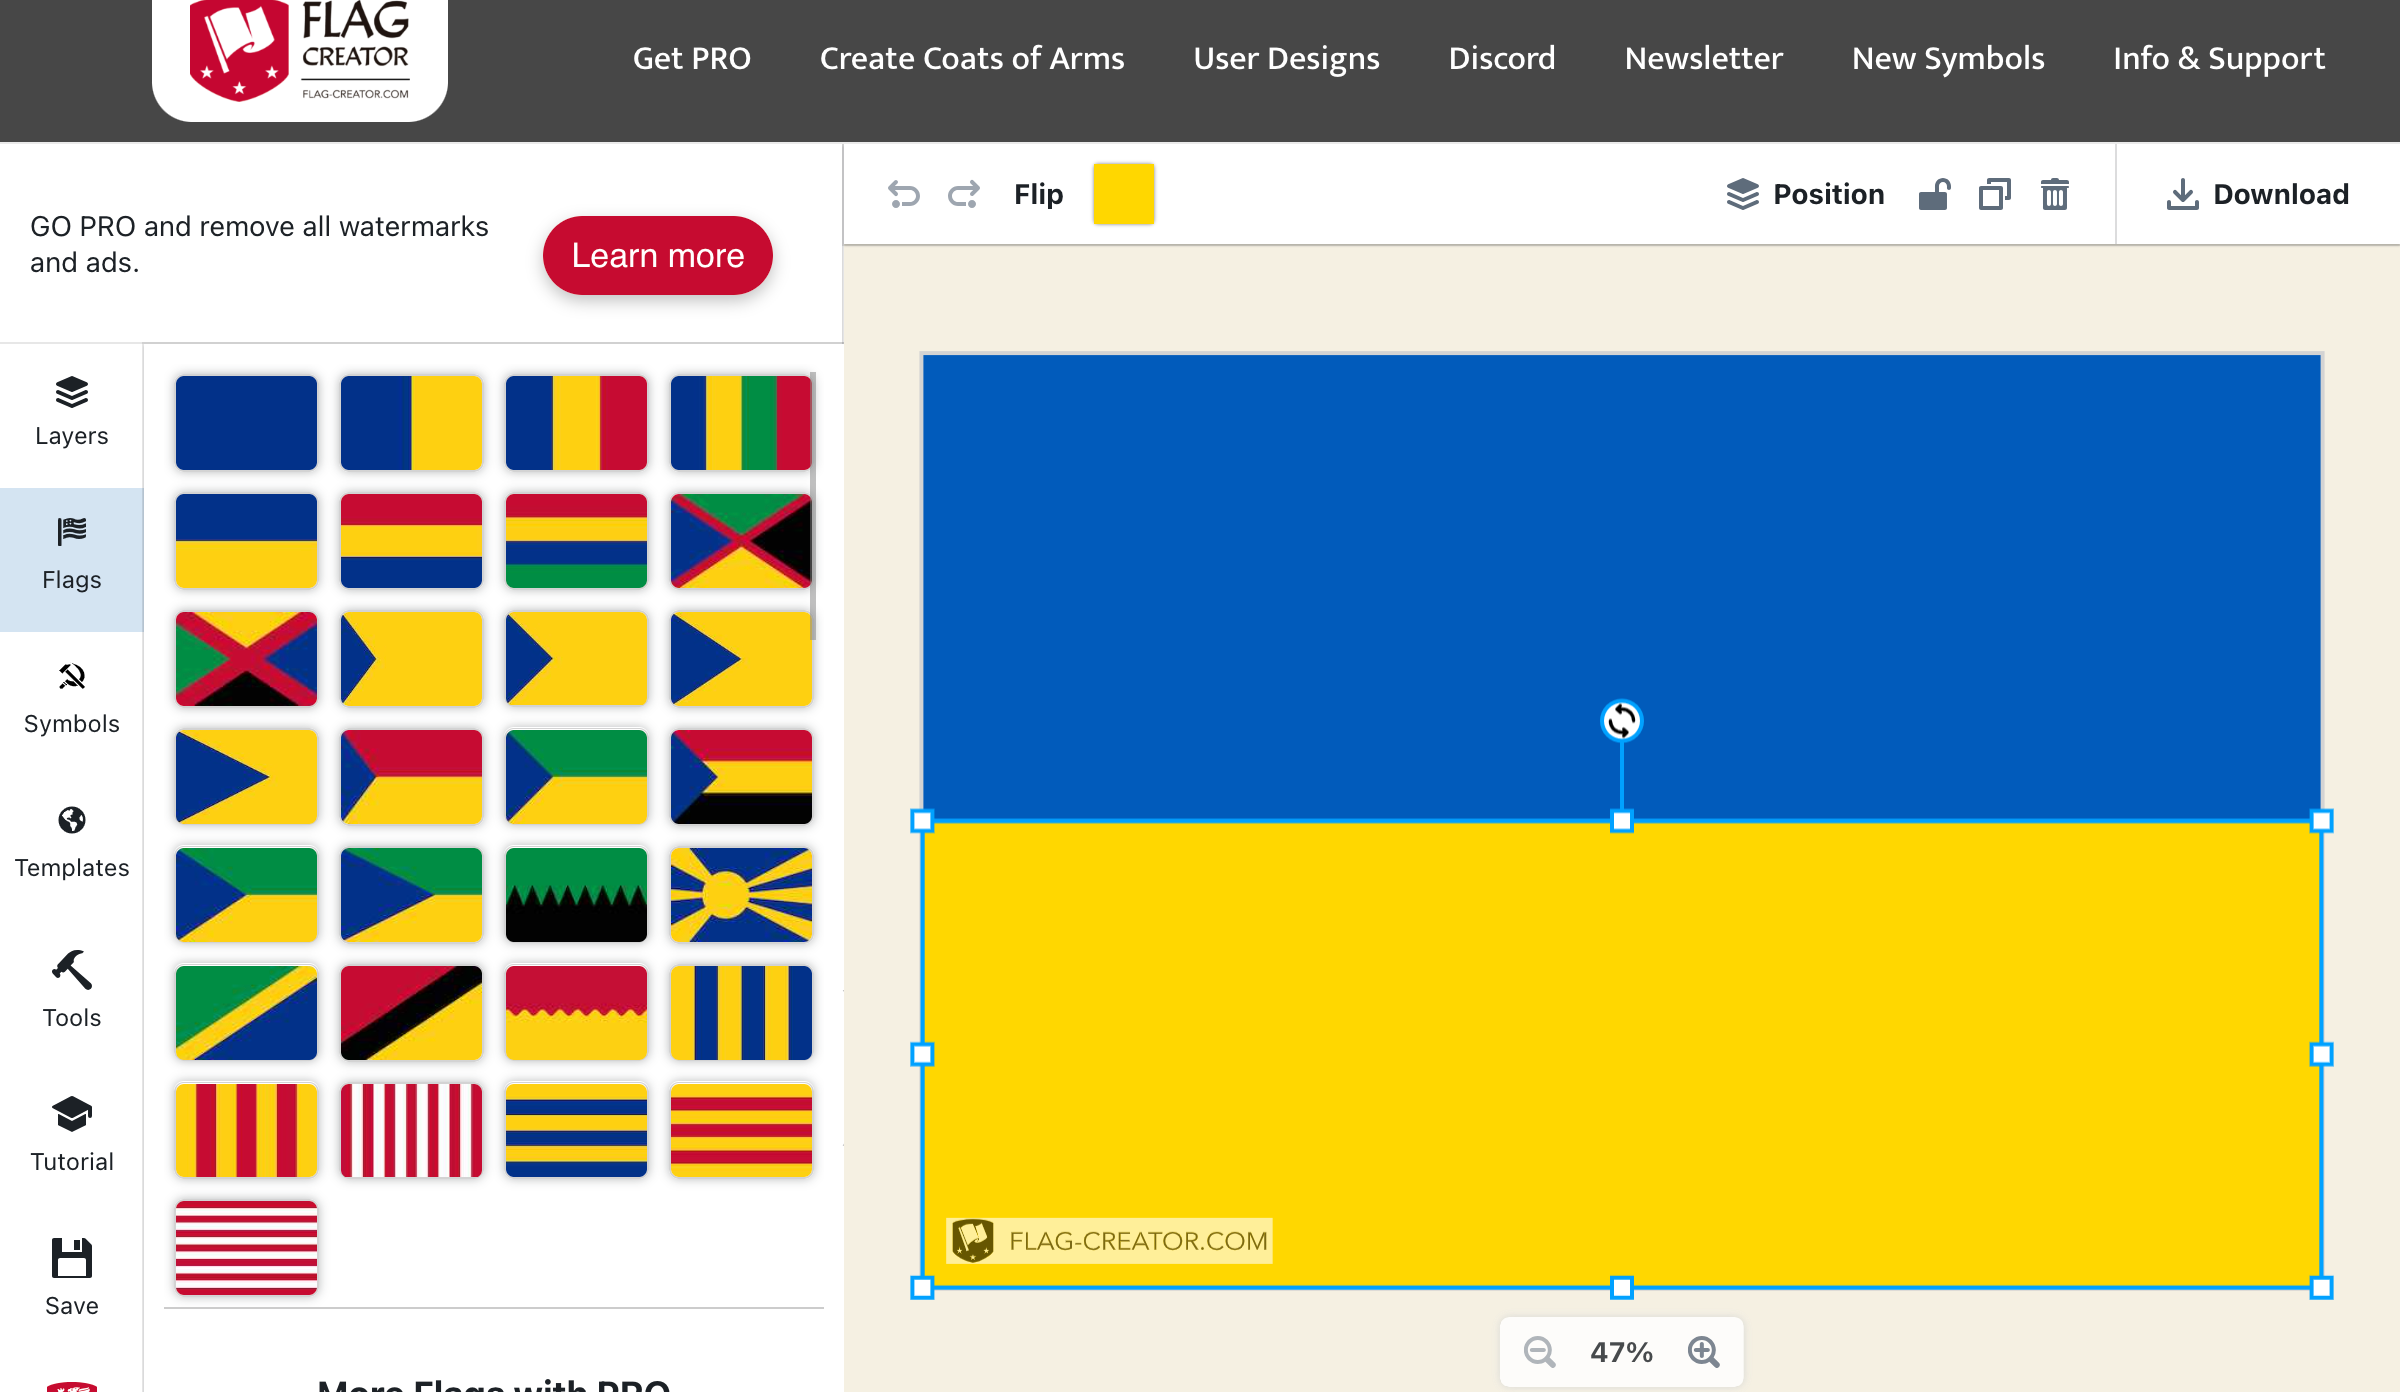 FLAG
CREATOR
FLAG-CREATOR.COM
Get PRO
Create Coats of Arms
User Designs
Discord
Newsletter
New Symbols
Info & Support
GO PRO and remove all watermarks
and ads.
Learn more
Flip
Position
Download
Layers
Flags
Symbols
Templates
Tools
Tutorial
Save
FLAG-CREATOR.COM
47%
More Flags with PRO